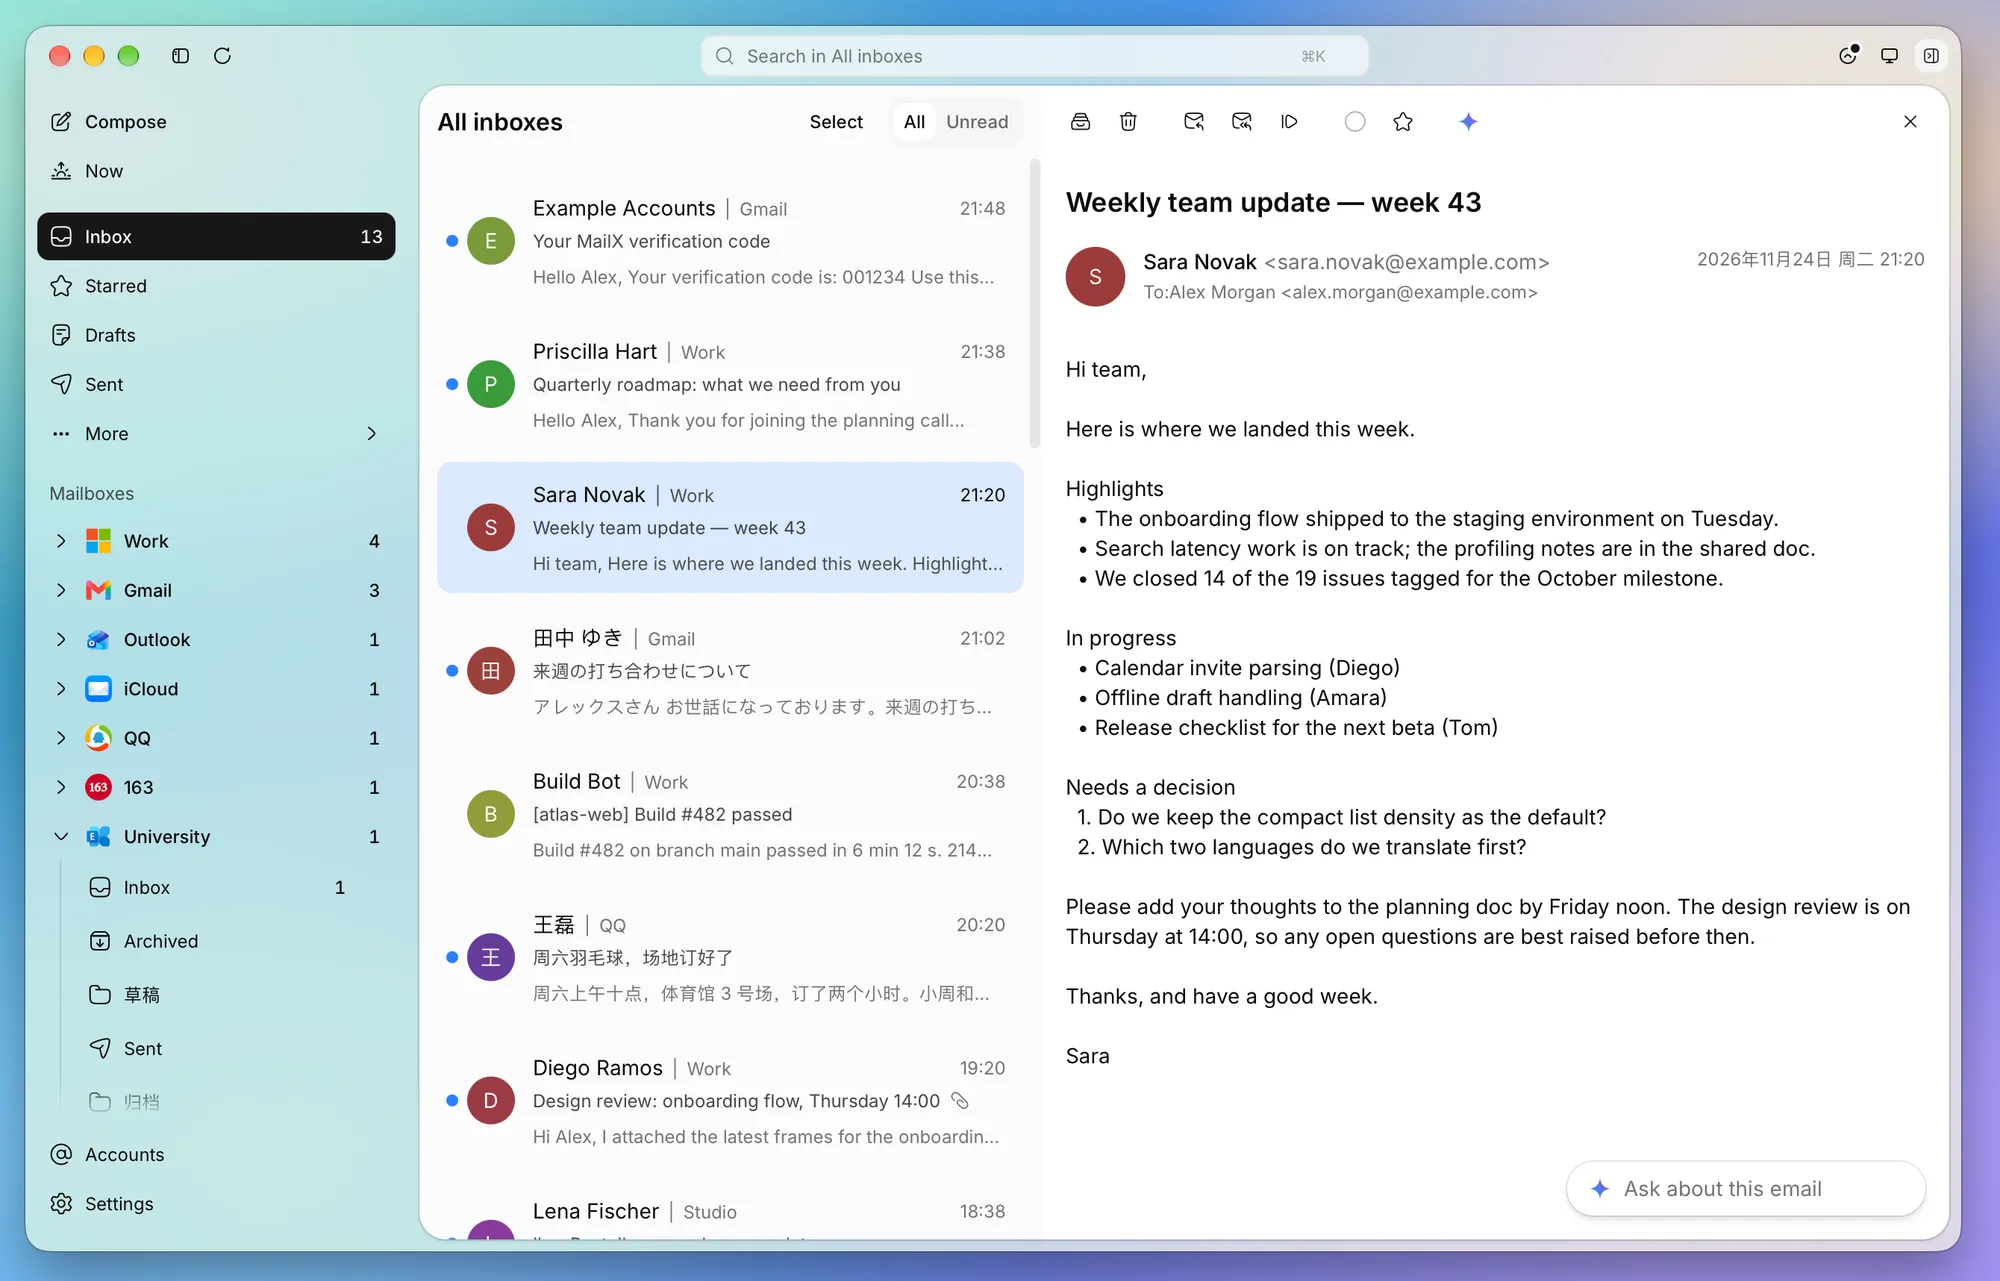 Search in All inboxes ⌘K
Compose
Now
Inbox 13
Starred
Drafts
Sent
More
Mailboxes
Work 4
Gmail 3
Outlook 1
iCloud 1
QQ 1
163 163 1
University 1
Inbox 1
Archived
草稿
Sent
归档
Accounts
Settings
All inboxes Select All Unread
E
Example Accounts | Gmail 21:48
Your MailX verification code
Hello Alex, Your verification code is: 001234 Use this...
P
Priscilla Hart | Work 21:38
Quarterly roadmap: what we need from you
Hello Alex, Thank you for joining the planning call...
S
Sara Novak | Work 21:20
Weekly team update — week 43
Hi team, Here is where we landed this week. Highlight...
田
田中 ゆき | Gmail 21:02
来週の打ち合わせについて
アレックスさん お世話になっております。来週の打ち...
B
Build Bot | Work 20:38
[atlas-web] Build #482 passed
Build #482 on branch main passed in 6 min 12 s. 214...
王
王磊 | QQ 20:20
周六羽毛球，场地订好了
周六上午十点，体育馆 3 号场，订了两个小时。小周和...
D
Diego Ramos | Work 19:20
Design review: onboarding flow, Thursday 14:00
Hi Alex, I attached the latest frames for the onboardin...
Lena Fischer | Studio 18:38
Weekly team update — week 43
S
Sara Novak <sara.novak@example.com> 2026年11月24日 周二 21:20
To:Alex Morgan <alex.morgan@example.com>
Hi team,
Here is where we landed this week.
Highlights
• The onboarding flow shipped to the staging environment on Tuesday.
• Search latency work is on track; the profiling notes are in the shared doc.
• We closed 14 of the 19 issues tagged for the October milestone.
In progress
• Calendar invite parsing (Diego)
• Offline draft handling (Amara)
• Release checklist for the next beta (Tom)
Needs a decision
1. Do we keep the compact list density as the default?
2. Which two languages do we translate first?
Please add your thoughts to the planning doc by Friday noon. The design review is on
Thursday at 14:00, so any open questions are best raised before then.
Thanks, and have a good week.
Sara
Ask about this email